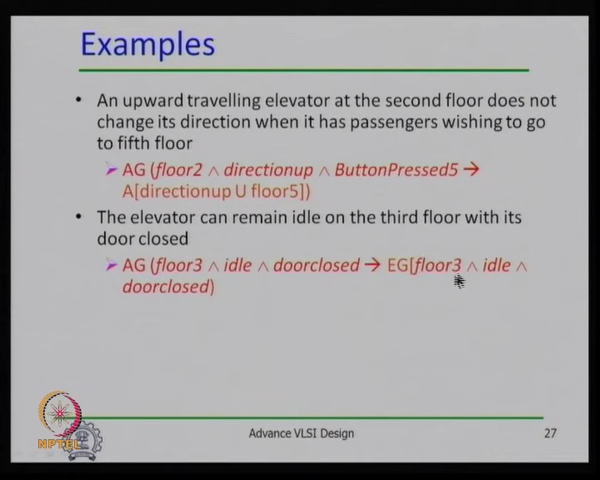 Examples
• An upward travelling elevator at the second floor does not
change its direction when it has passengers wishing to go
to fifth floor
➢ AG (floor2 ∧ directionup ∧ ButtonPressed5 →
A[directionup U floor5])
• The elevator can remain idle on the third floor with its
door closed
➢ AG (floor3 ∧ idle ∧ doorclosed → EG[floor3 ∧ idle ∧
doorclosed)
NPTEL
Advance VLSI Design
27